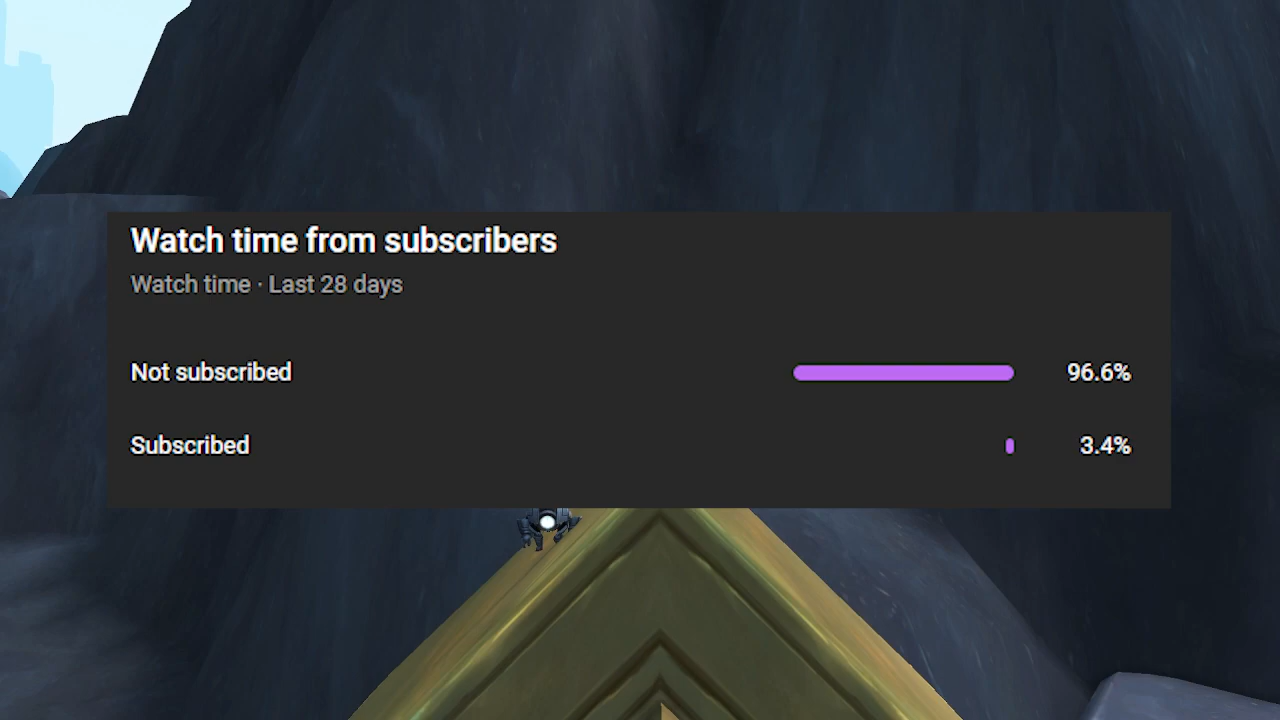 Watch time from subscribers
Watch time · Last 28 days
Not subscribed 96.6%
Subscribed 3.4%